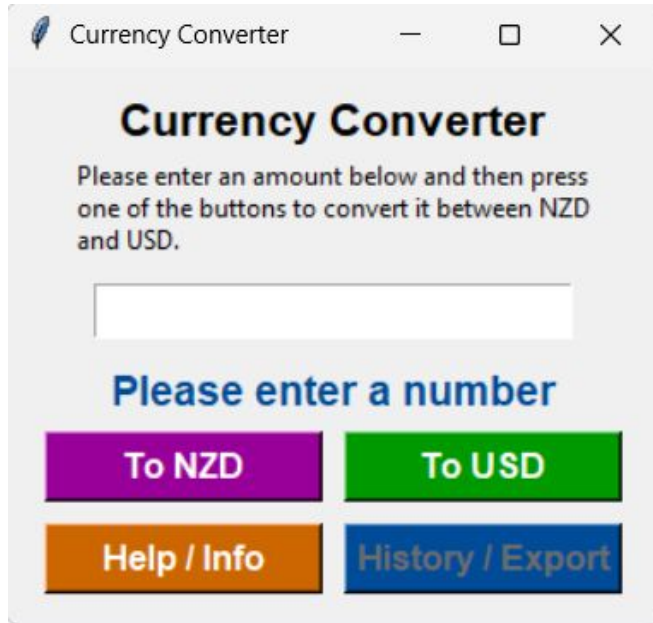 Currency Converter
Currency Converter
Please enter an amount below and then press
one of the buttons to convert it between NZD
and USD.
Please enter a number
To NZD
To USD
Help / Info
History / Export